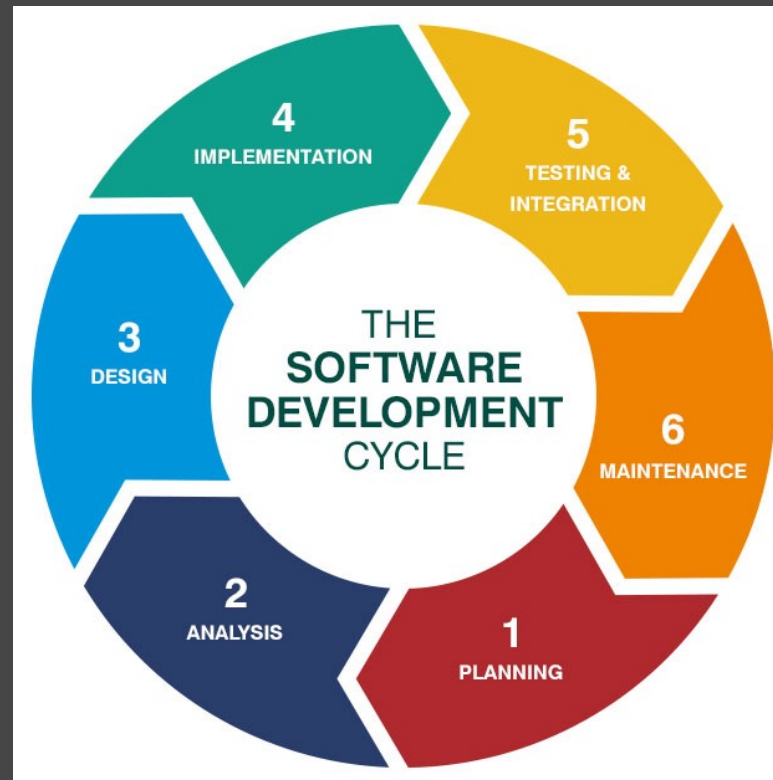 THE
SOFTWARE
DEVELOPMENT
CYCLE
1
PLANNING
2
ANALYSIS
3
DESIGN
4
IMPLEMENTATION
5
TESTING &
INTEGRATION
6
MAINTENANCE